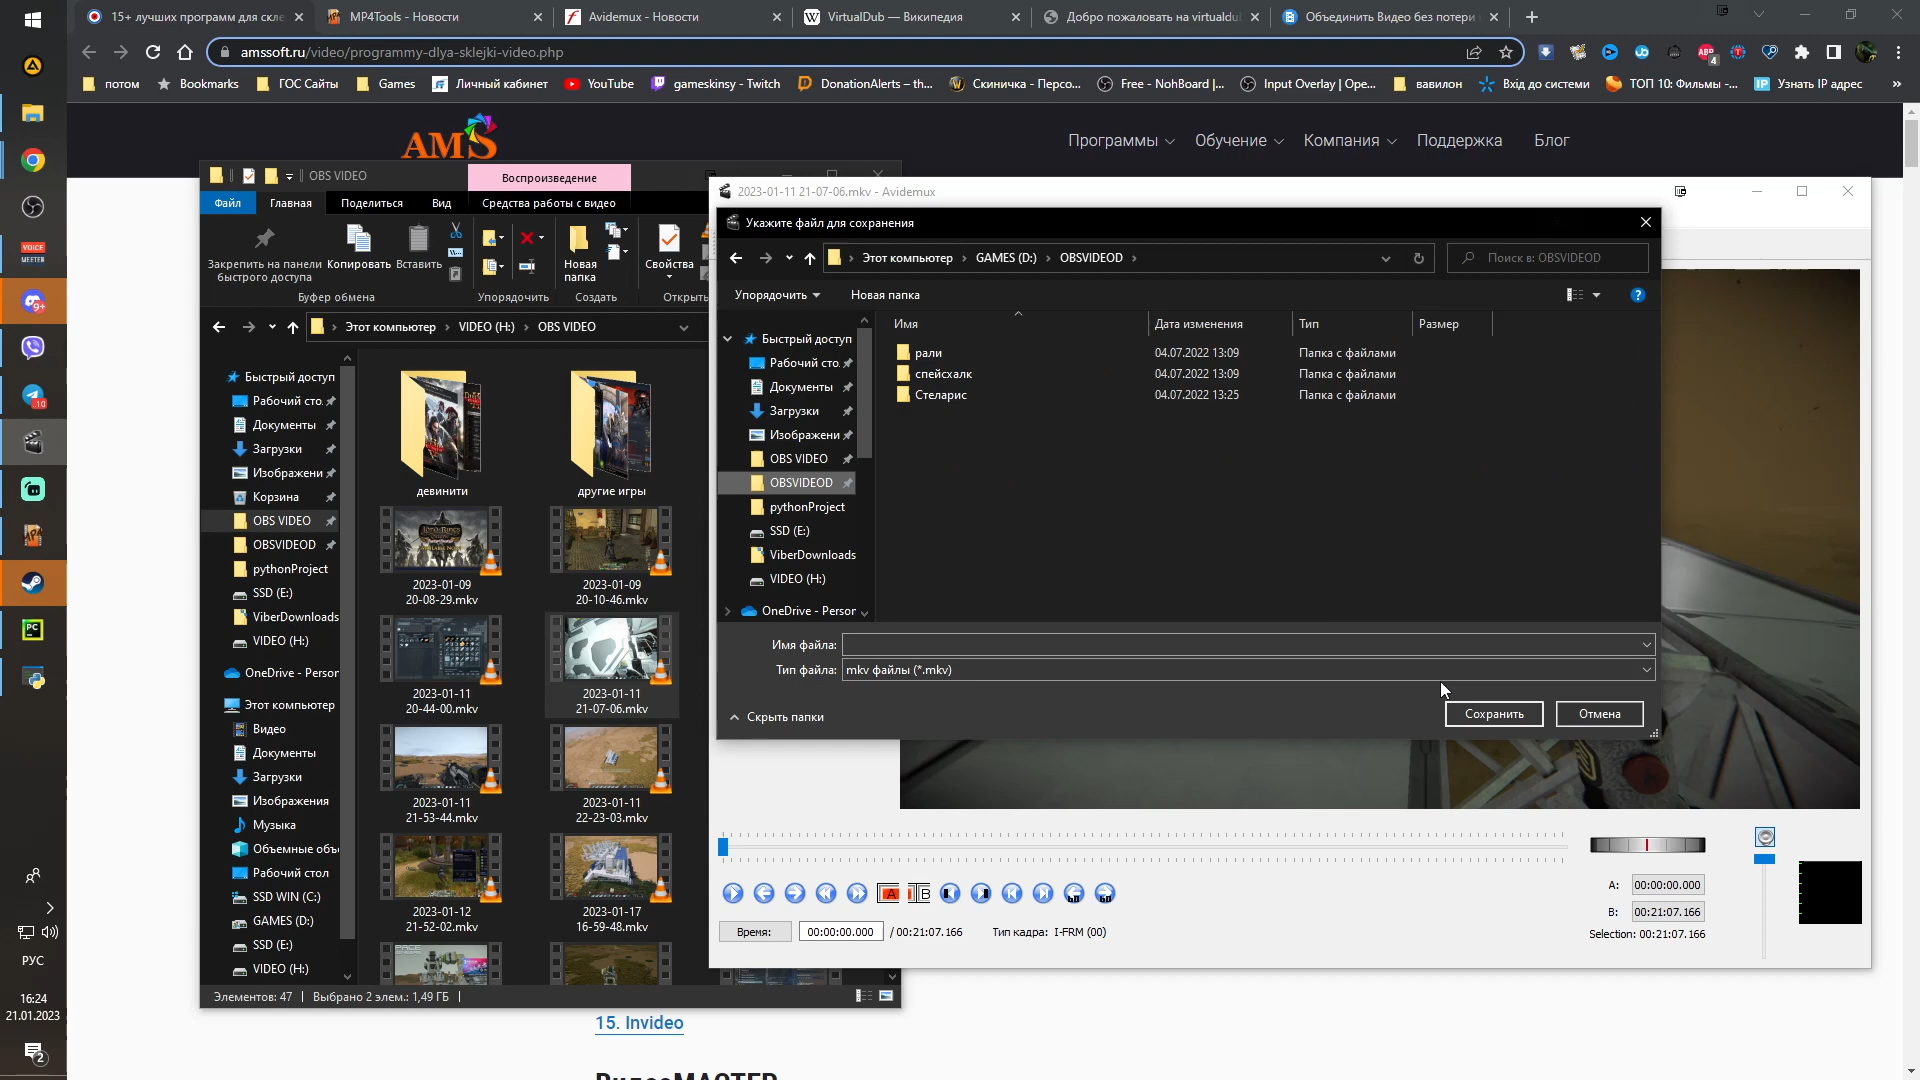 15+ лучших программ для скле
MP4Tools - Новости
Avidemux - Новости
VirtualDub — Википедия
Добро пожаловать на virtualdu
Объединить Видео без потери
amssoft.ru/video/programmy-dlya-sklejki-video.php
потом
Bookmarks
ГОС Сайты
Games
Личный кабинет
YouTube
gameskinsy - Twitch
DonationAlerts – th...
Скиничка - Персо...
Free - NohBoard |...
Input Overlay | Ope...
вавилон
Вхід до системи
ТОП 10: Фильмы -...
Узнать IP адрес
AMS
Программы
Обучение
Компания
Поддержка
Блог
OBS VIDEO
Воспроизведение
Файл
Главная
Поделиться
Вид
Средства работы с видео
Закрепить на панели быстрого доступа
Копировать
Вставить
Новая папка
Свойства
Буфер обмена
Упорядочить
Создать
Открыть
Этот компьютер
VIDEO (H:)
OBS VIDEO
Быстрый доступ
Рабочий сто
Документы
Загрузки
Изображени
Корзина
OBS VIDEO
OBSVIDEOD
pythonProject
SSD (E:)
ViberDownloads
VIDEO (H:)
OneDrive - Person
Этот компьютер
Видео
Документы
Загрузки
Изображения
Музыка
Объемные объ
Рабочий стол
SSD WIN (C:)
GAMES (D:)
SSD (E:)
VIDEO (H:)
девинити
другие игры
2023-01-09 20-08-29.mkv
2023-01-09 20-10-46.mkv
2023-01-11 20-44-00.mkv
2023-01-11 21-07-06.mkv
2023-01-11 21-53-44.mkv
2023-01-11 22-23-03.mkv
2023-01-12 21-52-02.mkv
2023-01-17 16-59-48.mkv
Элементов: 47
Выбрано 2 элем.: 1,49 ГБ
2023-01-11 21-07-06.mkv - Avidemux
Укажите файл для сохранения
Этот компьютер
GAMES (D:)
OBSVIDEOD
Поиск в: OBSVIDEOD
Упорядочить
Новая папка
Быстрый доступ
Рабочий сто
Документы
Загрузки
Изображени
OBS VIDEO
OBSVIDEOD
pythonProject
SSD (E:)
ViberDownloads
VIDEO (H:)
OneDrive - Person
Имя
Дата изменения
Тип
Размер
рали
04.07.2022 13:09
Папка с файлами
спейсхалк
04.07.2022 13:09
Папка с файлами
Стеларис
04.07.2022 13:25
Папка с файлами
Имя файла:
Тип файла:
mkv файлы (*.mkv)
Скрыть папки
Сохранить
Отмена
A
B
60
60
Время:
00:00:00.000
/ 00:21:07.166
Тип кадра: I-FRM (00)
A:
00:00:00.000
B:
00:21:07.166
Selection: 00:21:07.166
15. Invideo
ВидеоМАСТЕР
VOICE MEETER
9+
10
PC
РУС
16:24
21.01.2023
2